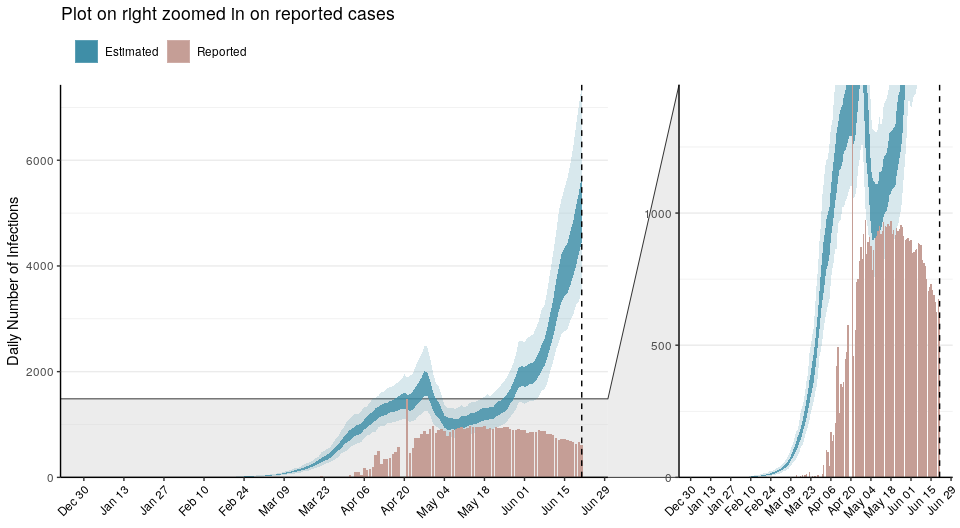 Plot on right zoomed in on reported cases
Estimated Reported
Daily Number of Infections
6000
4000
2000
0
1000
500
0
Dec 30 Jan 13 Jan 27 Feb 10 Feb 24 Mar 09 Mar 23 Apr 06 Apr 20 May 04 May 18 Jun 01 Jun 15 Jun 29
Dec 30 Jan 13 Jan 27 Feb 10 Feb 24 Mar 09 Mar 23 Apr 06 Apr 20 May 04 May 18 Jun 01 Jun 15 Jun 29